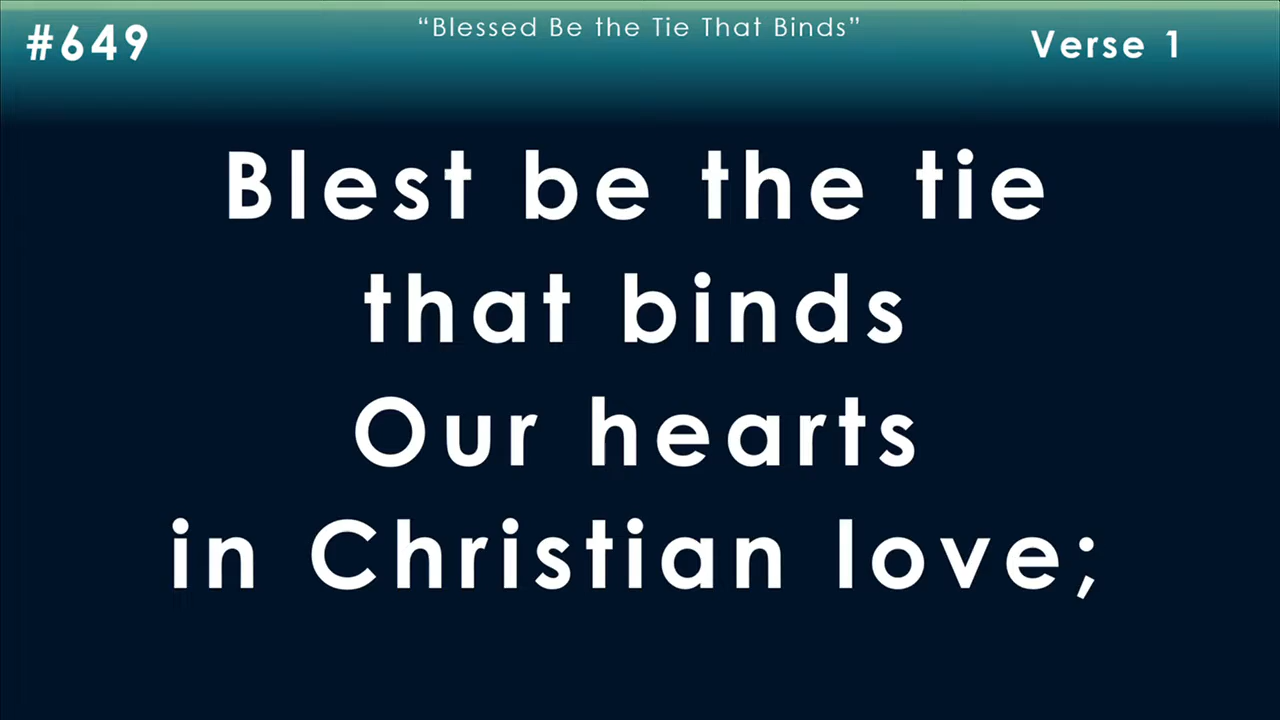 #649
“Blessed Be the Tie That Binds”
Verse 1
Blest be the tie
that binds
Our hearts
in Christian love;